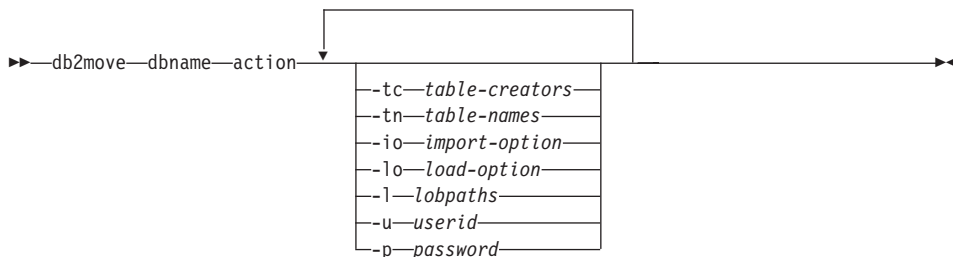 db2move dbname action
-tc table-creators
-tn table-names
-io import-option
-lo load-option
-l lobpaths
-u userid
-p password